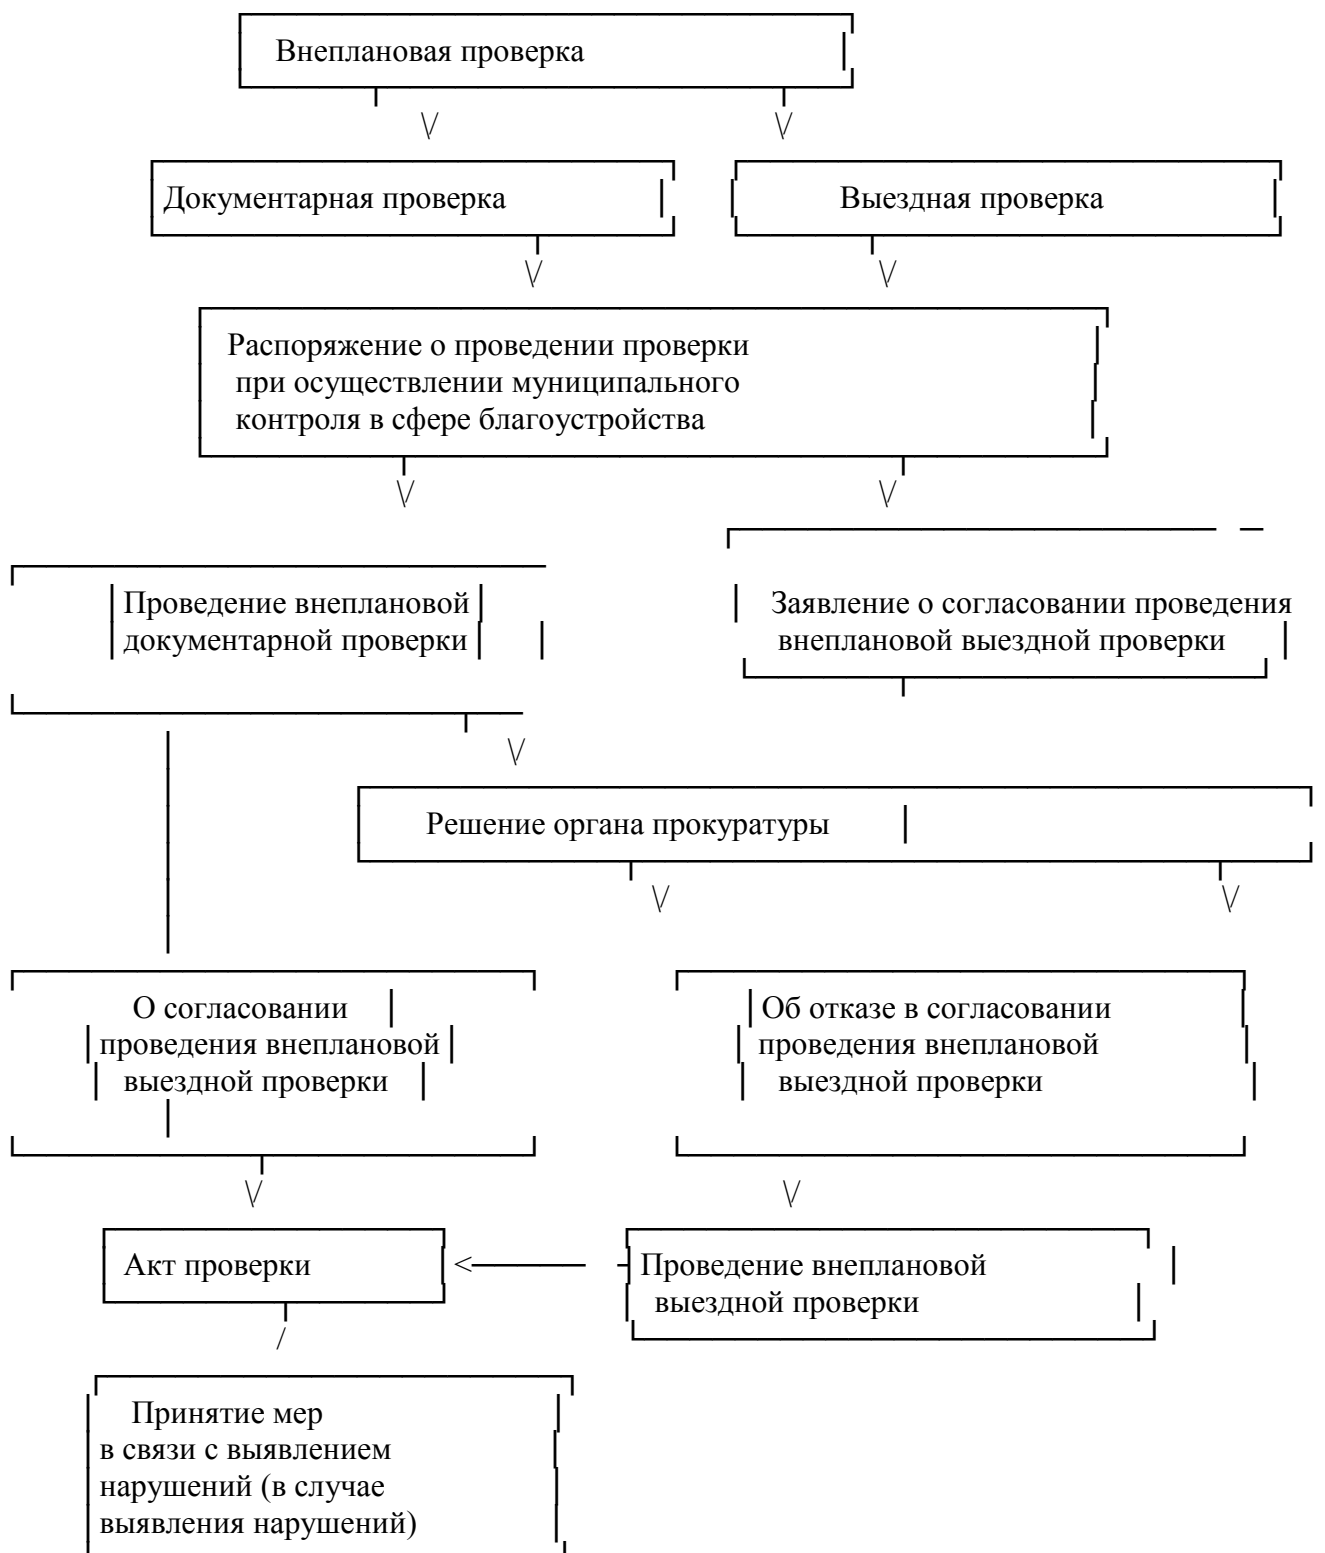 Внеплановая проверка
Документарная проверка
Выездная проверка
Распоряжение о проведении проверки
при осуществлении муниципального
контроля в сфере благоустройства
Проведение внеплановой
документарной проверки
Заявление о согласовании проведения
внеплановой выездной проверки
Решение органа прокуратуры
О согласовании
проведения внеплановой
выездной проверки
Об отказе в согласовании
проведения внеплановой
выездной проверки
Акт проверки
Проведение внеплановой
выездной проверки
Принятие мер
в связи с выявлением
нарушений (в случае
выявления нарушений)